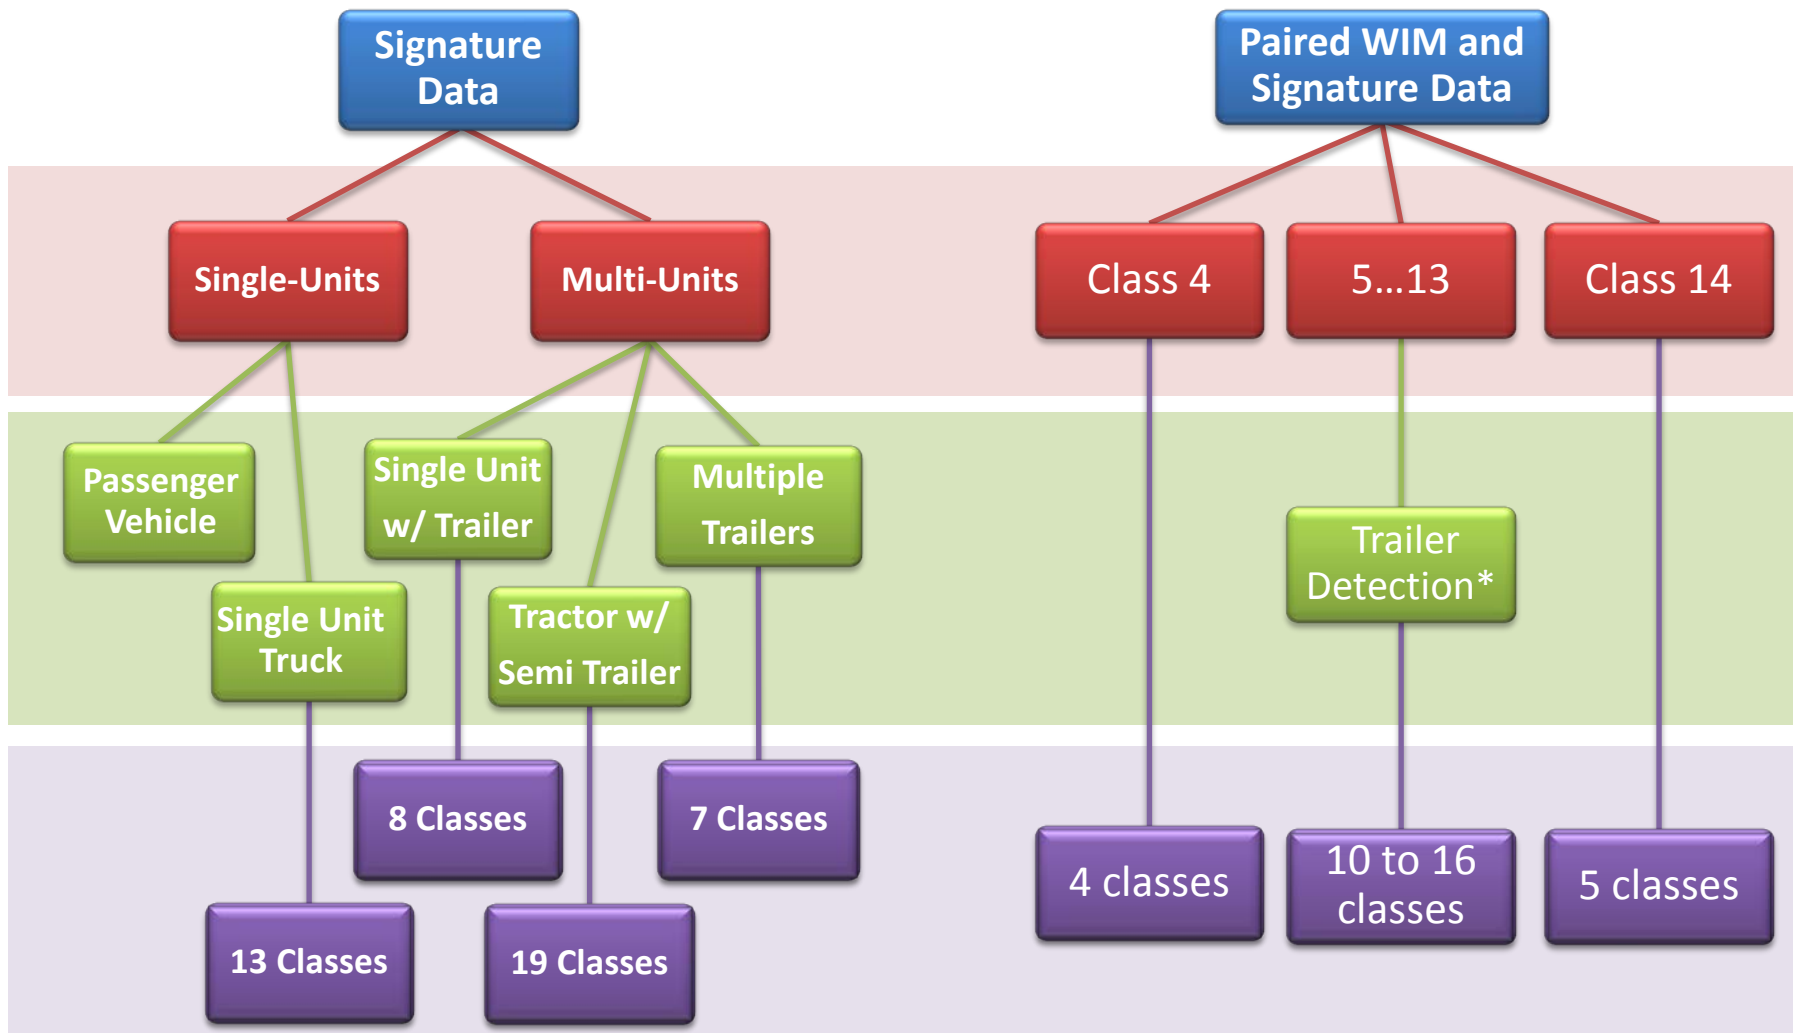 Signature
Data
Paired WIM and
Signature Data
Single-Units
Multi-Units
Class 4
5...13
Class 14
Passenger
Vehicle
Single Unit
w/ Trailer
Multiple
Trailers
Single Unit
Truck
Tractor w/
Semi Trailer
Trailer
Detection*
8 Classes
7 Classes
13 Classes
19 Classes
4 classes
10 to 16
classes
5 classes